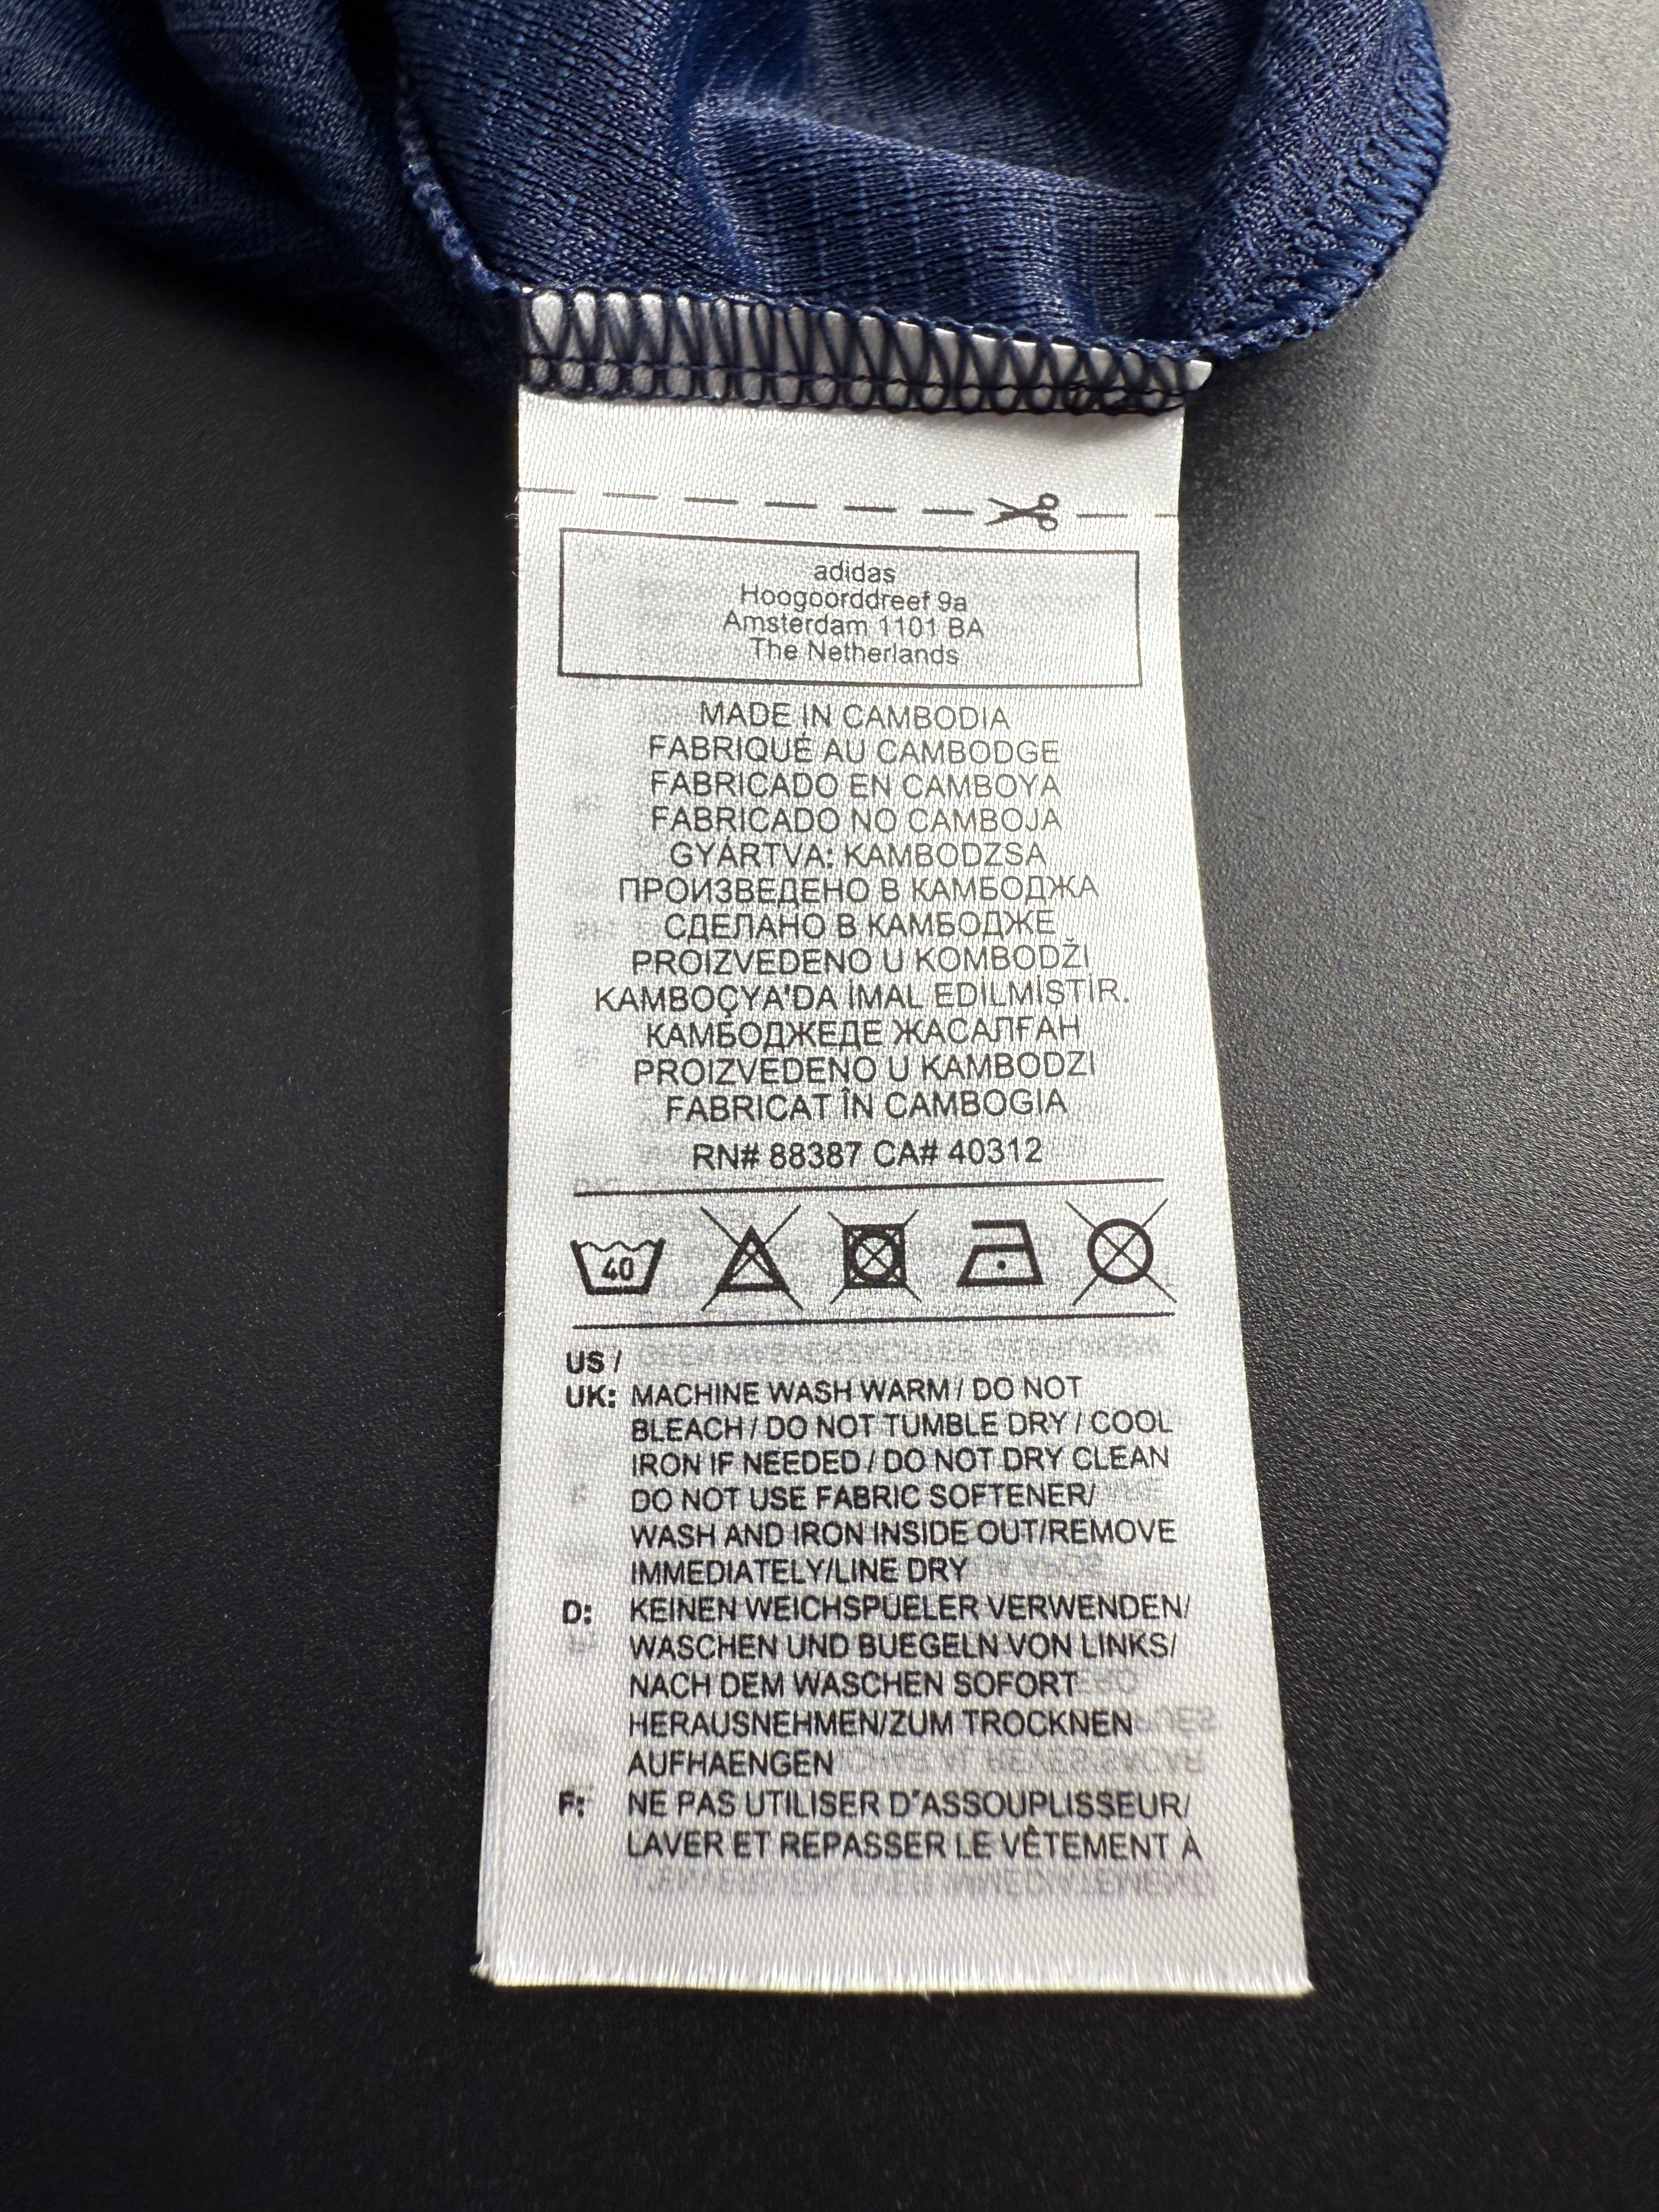 adidas
Hoogoorddreef 9a
Amsterdam 1101 BA
The Netherlands
MADE IN CAMBODIA
FABRIQUÉ AU CAMBODGE
FABRICADO EN CAMBOYA
FABRICADO NO CAMBOJA
GYÁRTVA: KAMBODZSA
ПРОИЗВЕДЕНО В КАМБОДЖА
СДЕЛАНО В КАМБОДЖЕ
PROIZVEDENO U KOMBODŽI
KAMBOÇYA'DA İMAL EDİLMİSTİR.
КАМБОДЖЕДЕ ЖАСАЛҒАН
PROIZVEDENO U KAMBODZI
FABRICAT ÎN CAMBOGIA
RN# 88387 CA# 40312
40
US /
UK: MACHINE WASH WARM / DO NOT
BLEACH / DO NOT TUMBLE DRY / COOL
IRON IF NEEDED / DO NOT DRY CLEAN
DO NOT USE FABRIC SOFTENER/
WASH AND IRON INSIDE OUT/REMOVE
IMMEDIATELY/LINE DRY
D: KEINEN WEICHSPUELER VERWENDEN/
WASCHEN UND BUEGELN VON LINKS/
NACH DEM WASCHEN SOFORT
HERAUSNEHMEN/ZUM TROCKNEN
AUFHAENGEN
F: NE PAS UTILISER D'ASSOUPLISSEUR/
LAVER ET REPASSER LE VÊTEMENT À